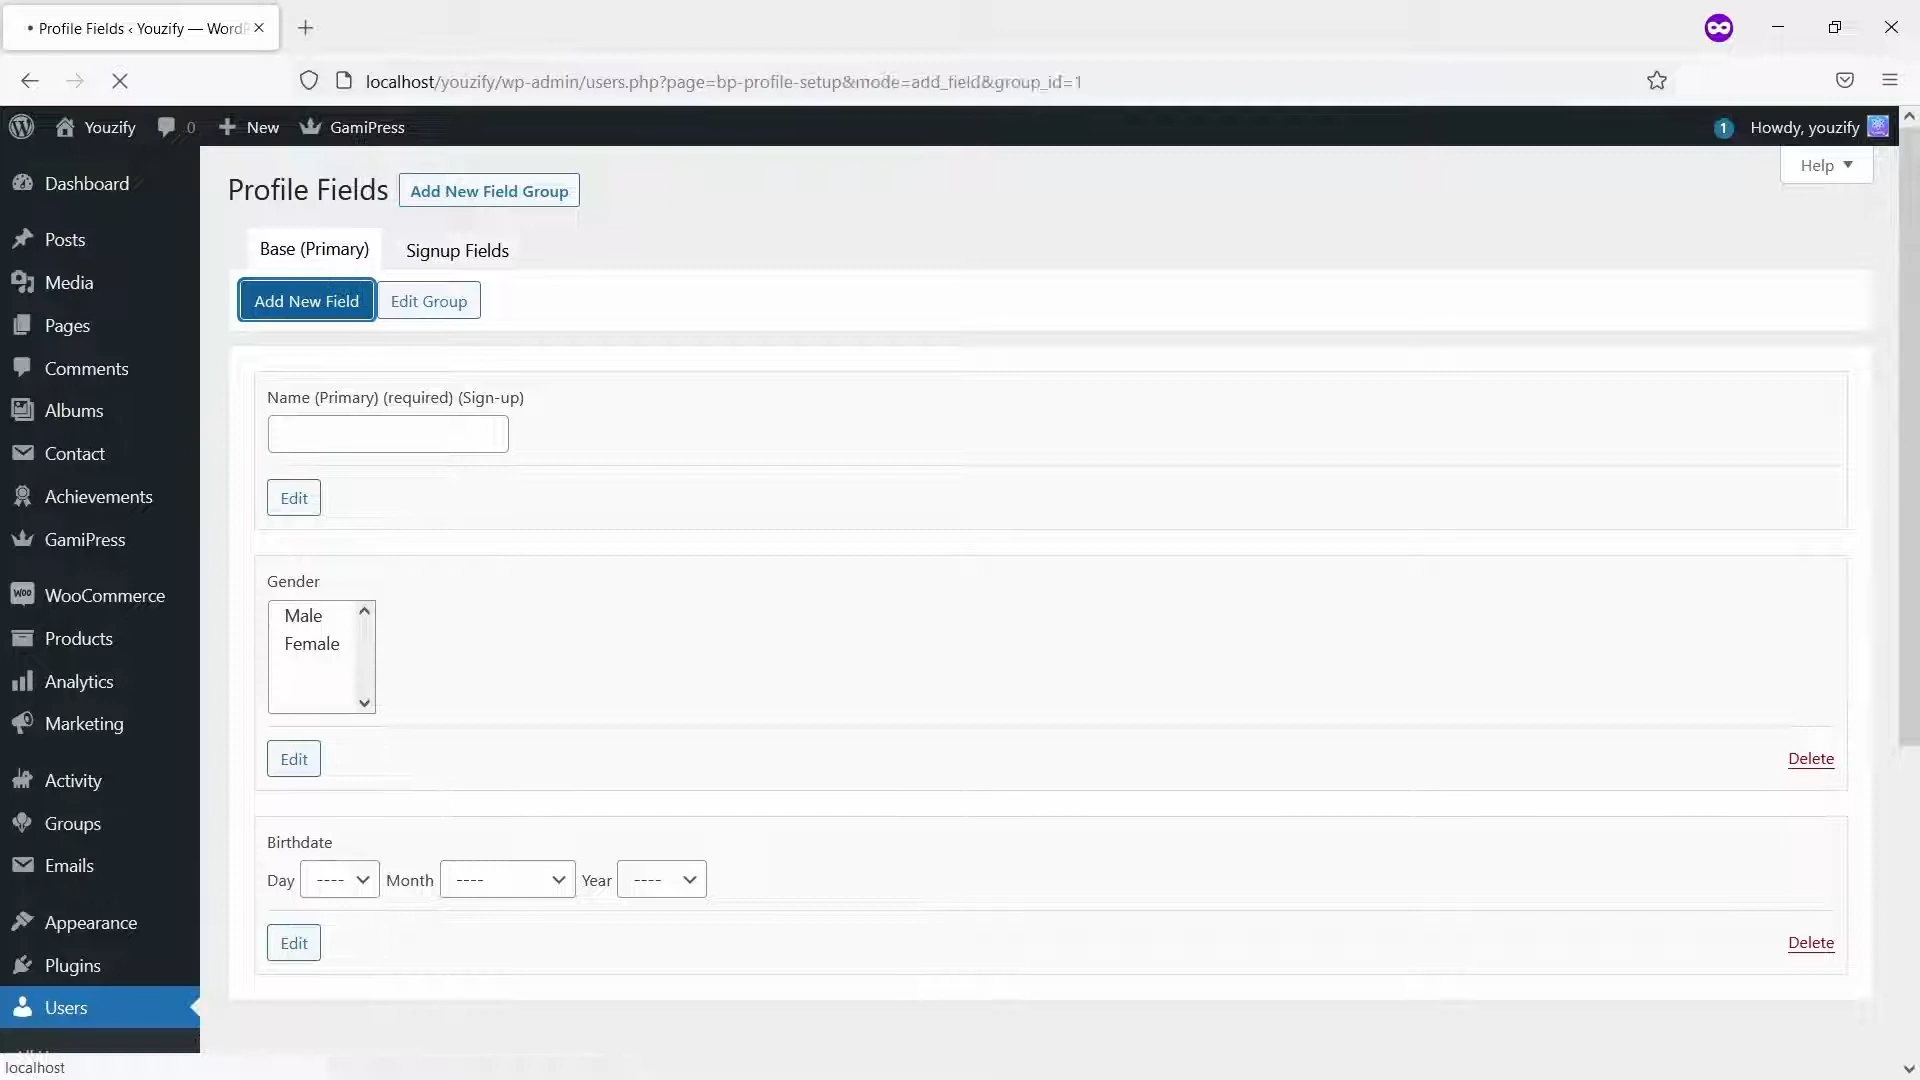 • Profile Fields ‹ Youzify — WordP
localhost/youzify/wp-admin/users.php?page=bp-profile-setup&mode=add_field&group_id=1
Youzify 0 New GamiPress 1 Howdy, youzify
Help
Dashboard
Posts
Media
Pages
Comments
Albums
Contact
Achievements
GamiPress
Woo WooCommerce
Products
Analytics
Marketing
Activity
Groups
Emails
Appearance
Plugins
Users
Profile Fields Add New Field Group
Base (Primary) Signup Fields
Add New Field Edit Group
Name (Primary) (required) (Sign-up)
Edit
Gender
Male
Female
Edit Delete
Birthdate
Day ---- Month ---- Year ----
Edit Delete
localhost